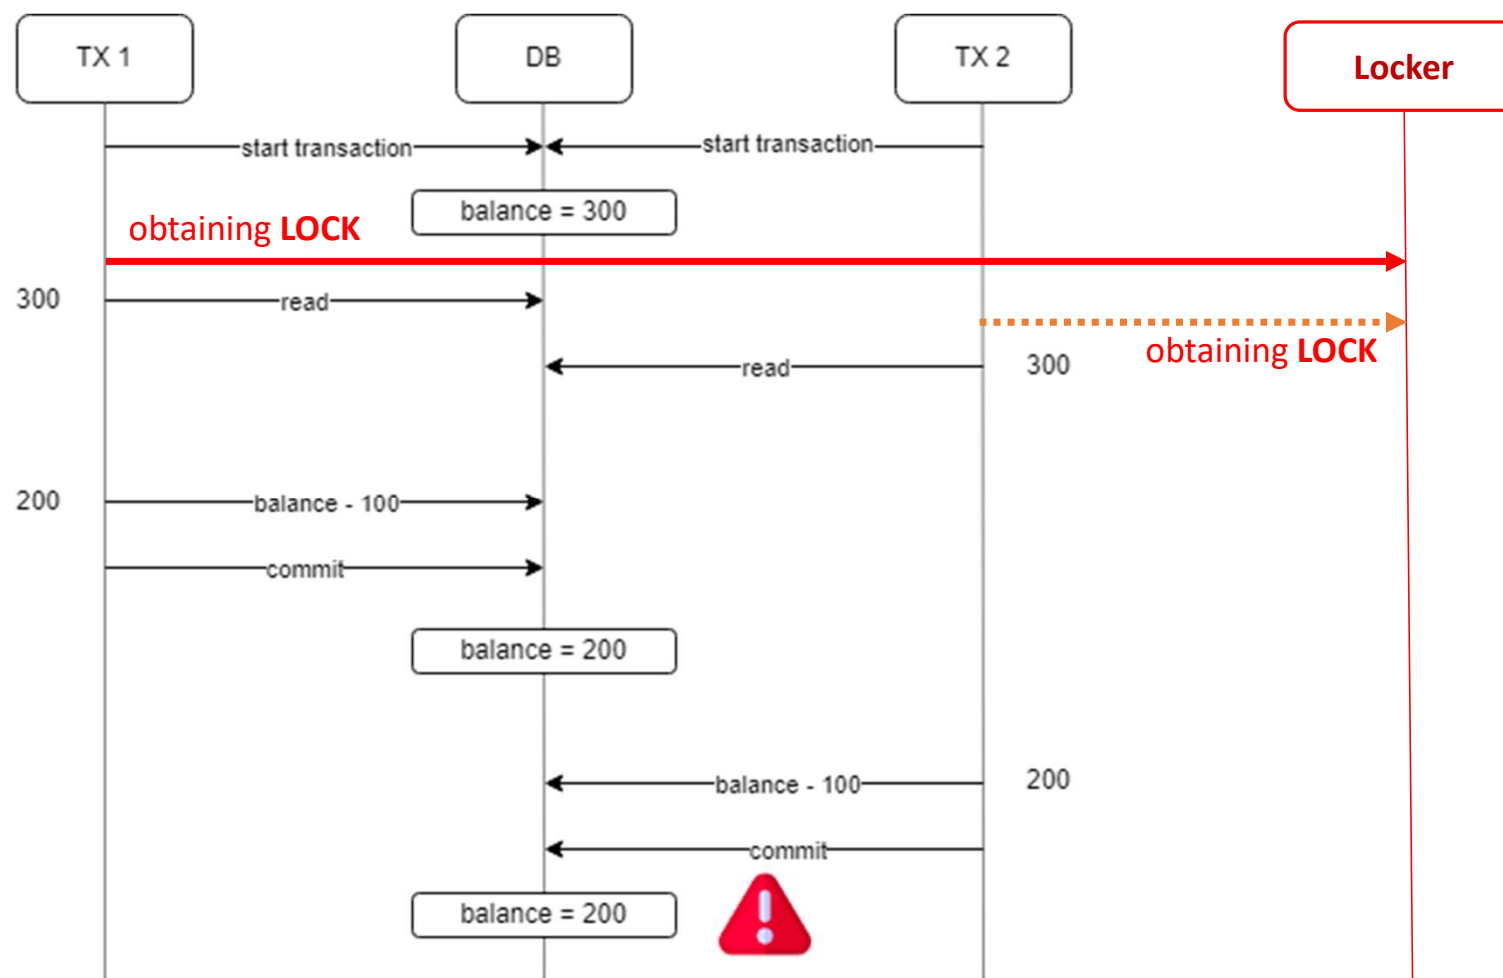 TX 1
DB
TX 2
Locker
start transaction
start transaction
balance = 300
obtaining LOCK
300
read
obtaining LOCK
read
300
200
balance - 100
commit
balance = 200
balance - 100
200
commit
balance = 200